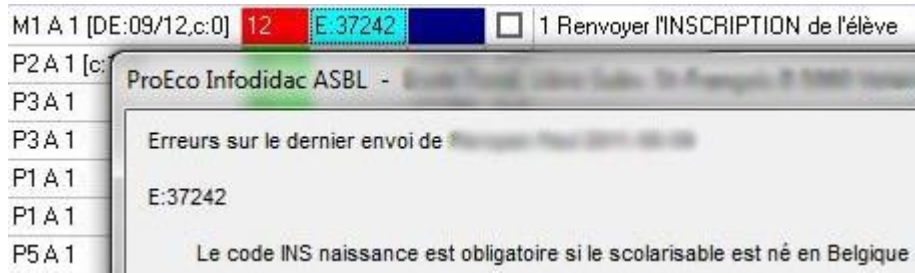 M1 A 1 [DE:09/12,c:0] 12 E:37242 1 Renvoyer l'INSCRIPTION de l'élève
P2 A 1 [c:
ProEco Infodidac ASBL -
P3 A 1
Erreurs sur le dernier envoi de
P3 A 1
P1 A 1
E:37242
P1 A 1
P5 A 1
Le code INS naissance est obligatoire si le scolarisable est né en Belgique